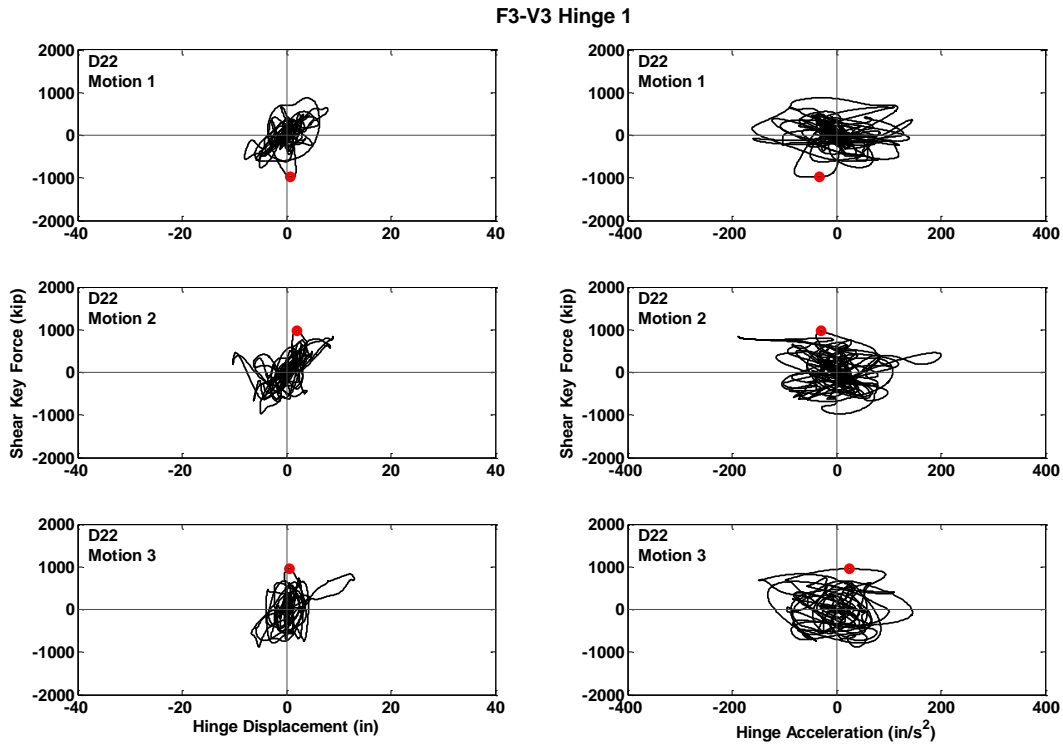 F3-V3 Hinge 1
D22
Motion 1
2000
1000
0
-1000
-2000
-40 -20 0 20 40
D22
Motion 1
2000
1000
0
-1000
-2000
-400 -200 0 200 400
Shear Key Force (kip)
D22
Motion 2
2000
1000
0
-1000
-2000
-40 -20 0 20 40
Shear Key Force (kip)
D22
Motion 2
2000
1000
0
-1000
-2000
-400 -200 0 200 400
D22
Motion 3
2000
1000
0
-1000
-2000
-40 -20 0 20 40
Hinge Displacement (in)
D22
Motion 3
2000
1000
0
-1000
-2000
-400 -200 0 200 400
Hinge Acceleration (in/s²)